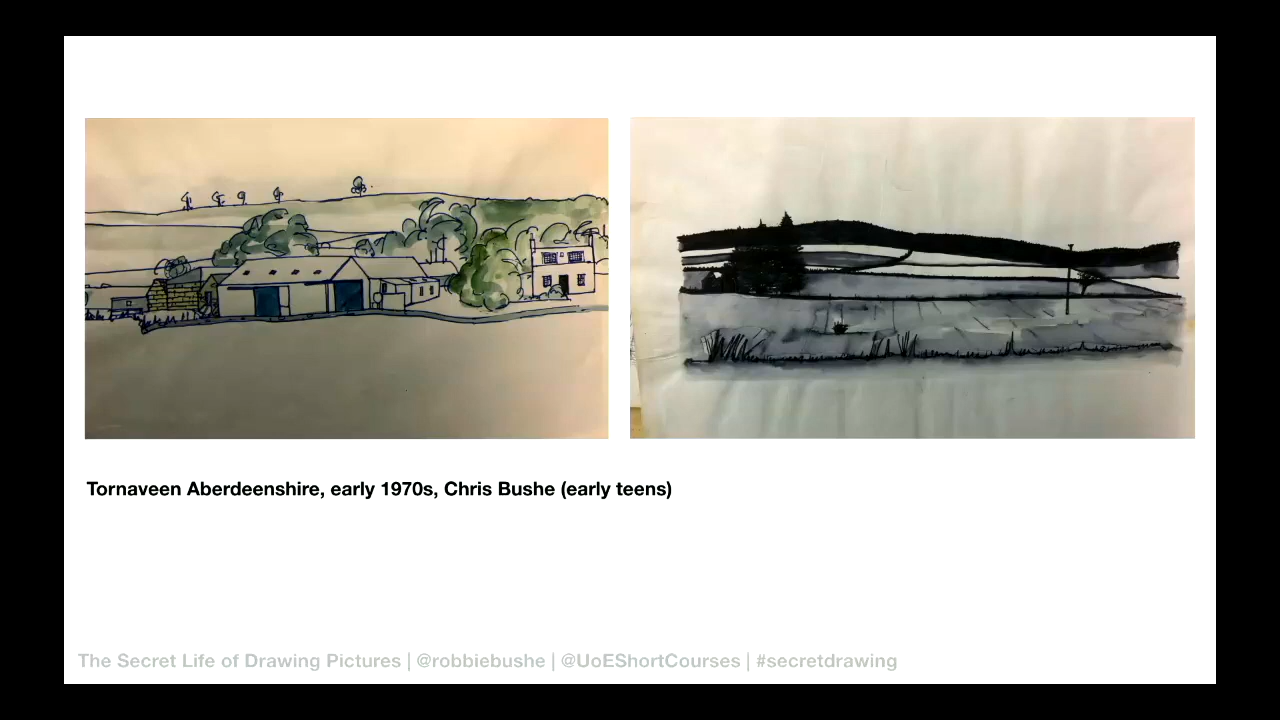 Tornaveen Aberdeenshire, early 1970s, Chris Bushe (early teens)
The Secret Life of Drawing Pictures | @robbiebushe | @UoEShortCourses | #secretdrawing